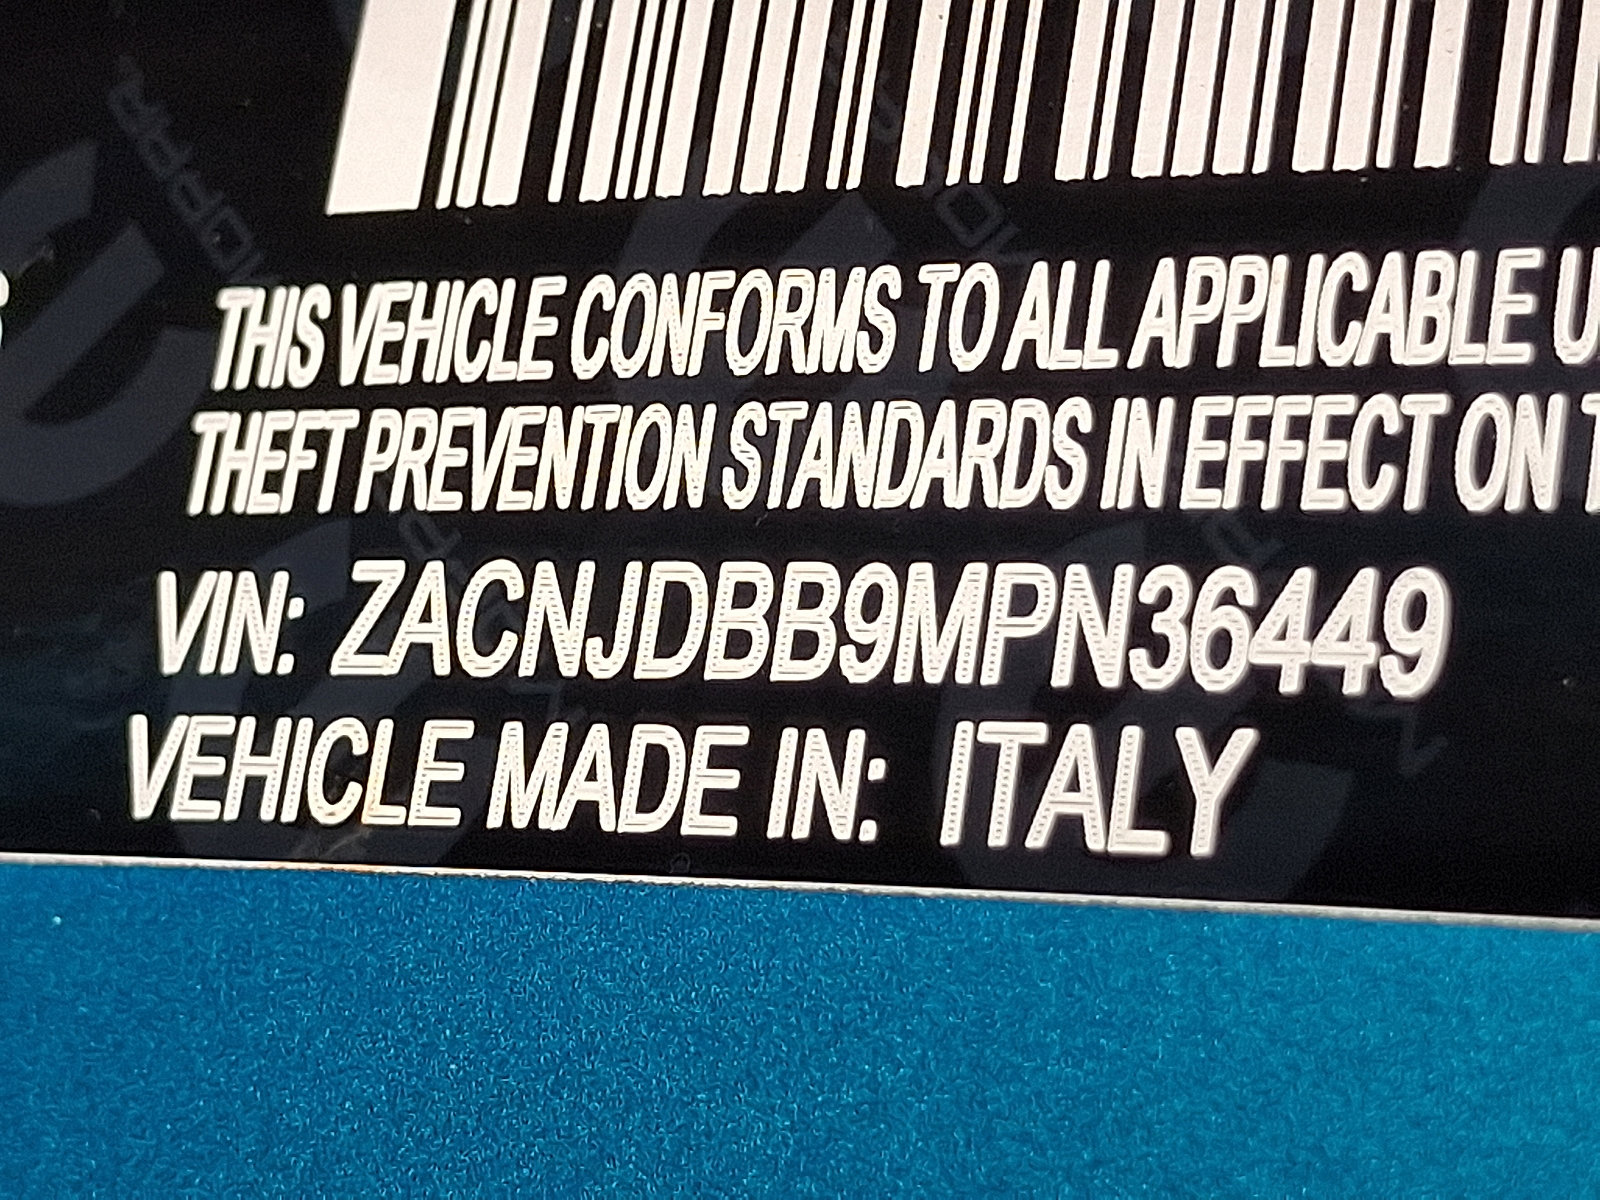 THIS VEHICLE CONFORMS TO ALL APPLICABLE
THEFT PREVENTION STANDARDS IN EFFECT ON
VIN: ZACNJDBB9MPN36449
VEHICLE MADE IN: ITALY